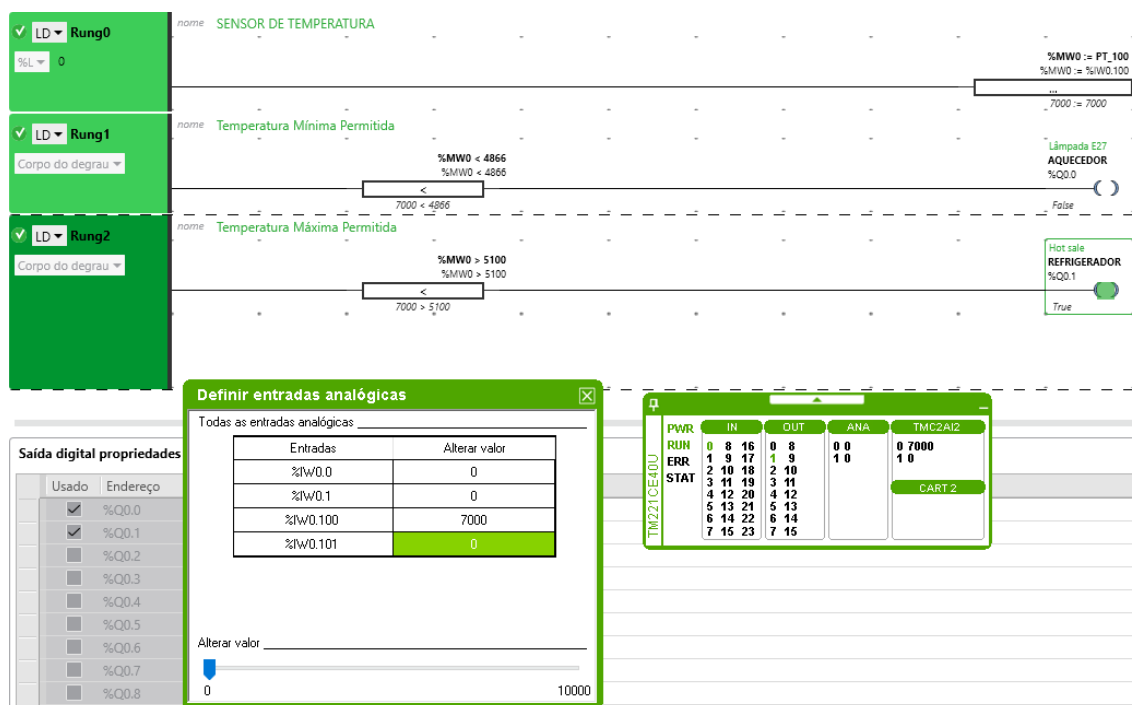 LD Rung0
nome SENSOR DE TEMPERATURA
%L 0
%MW0 := PT_100
%MW0 := %IW0.100
...
7000 := 7000
LD Rung1
nome Temperatura Mínima Permitida
Corpo do degrau
%MW0 < 4866
%MW0 < 4866
<
7000 < 4866
Lâmpada E27
AQUECEDOR
%Q0.0
False
LD Rung2
nome Temperatura Máxima Permitida
Corpo do degrau
%MW0 > 5100
%MW0 > 5100
<
7000 > 5100
Hot sale
REFRIGERADOR
%Q0.1
True
Saída digital propriedades
Usado Endereço
%Q0.0
%Q0.1
%Q0.2
%Q0.3
%Q0.4
%Q0.5
%Q0.6
%Q0.7
%Q0.8
Definir entradas analógicas
Todas as entradas analógicas
Entradas Alterar valor
%IW0.0 0
%IW0.1 0
%IW0.100 7000
%IW0.101 0
Alterar valor
0 10000
TM221CE40U
PWR
RUN
ERR
STAT
IN
0 8 16
1 9 17
2 10 18
3 11 19
4 12 20
5 13 21
6 14 22
7 15 23
OUT
0 8
1 9
2 10
3 11
4 12
5 13
6 14
7 15
ANA
0 0
1 0
TMC2AI2
0 7000
1 0
CART 2